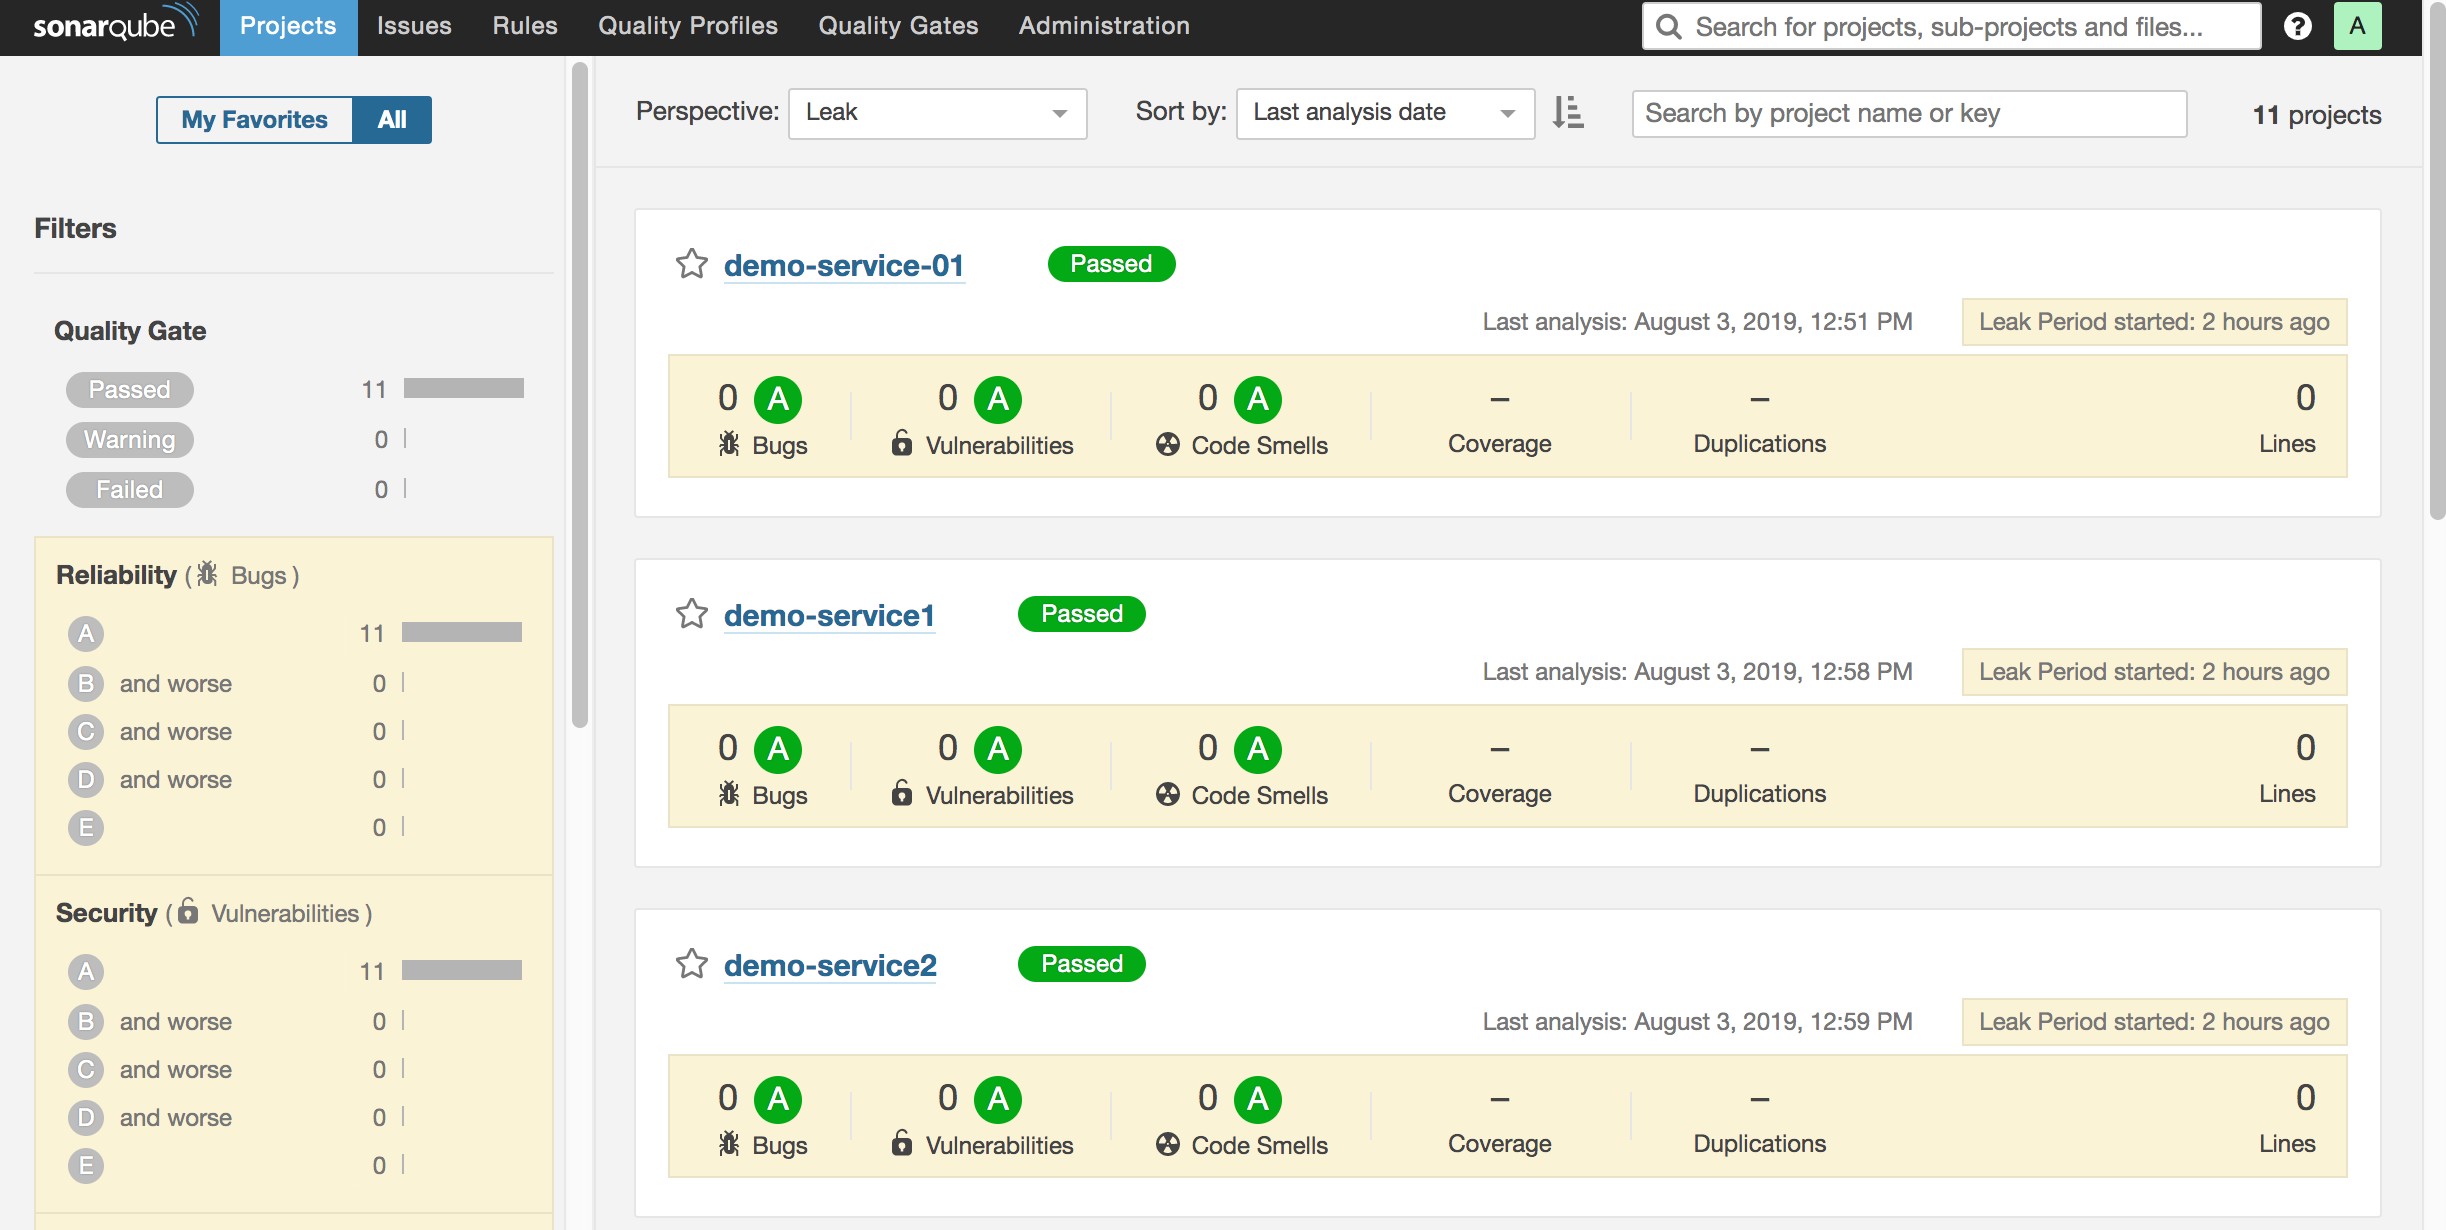 sonarqube Projects Issues Rules Quality Profiles Quality Gates Administration Search for projects, sub-projects and files... ? A
My Favorites All
Perspective: Leak Sort by: Last analysis date Search by project name or key 11 projects
Filters
Quality Gate
Passed 11
Warning 0
Failed 0
Reliability ( Bugs )
A 11
B and worse 0
C and worse 0
D and worse 0
E 0
Security ( Vulnerabilities )
A 11
B and worse 0
C and worse 0
D and worse 0
E 0
demo-service-01 Passed
Last analysis: August 3, 2019, 12:51 PM Leak Period started: 2 hours ago
0 A 0 A 0 A – – 0
Bugs Vulnerabilities Code Smells Coverage Duplications Lines
demo-service1 Passed
Last analysis: August 3, 2019, 12:58 PM Leak Period started: 2 hours ago
0 A 0 A 0 A – – 0
Bugs Vulnerabilities Code Smells Coverage Duplications Lines
demo-service2 Passed
Last analysis: August 3, 2019, 12:59 PM Leak Period started: 2 hours ago
0 A 0 A 0 A – – 0
Bugs Vulnerabilities Code Smells Coverage Duplications Lines